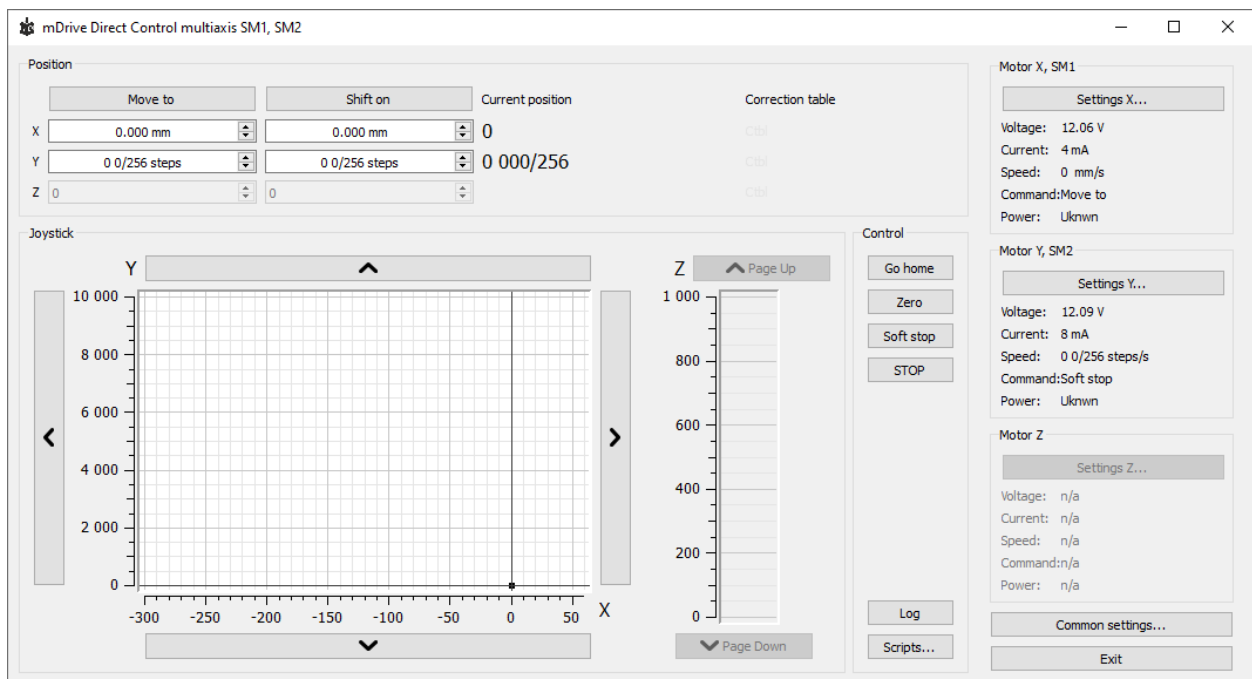 mDrive Direct Control multiaxis SM1, SM2
Position
Move to Shift on Current position Correction table
X 0.000 mm 0.000 mm 0 Ctbl
Y 0 0/256 steps 0 0/256 steps 0 000/256 Ctbl
Z 0 0 Ctbl
Joystick
Y
10 000
8 000
6 000
4 000
2 000
0
-300 -250 -200 -150 -100 -50 0 50 X
Z Page Up
1 000
800
600
400
200
0
Page Down
Control
Go home
Zero
Soft stop
STOP
Log
Scripts...
Motor X, SM1
Settings X...
Voltage: 12.06 V
Current: 4 mA
Speed: 0 mm/s
Command:Move to
Power: Uknwn
Motor Y, SM2
Settings Y...
Voltage: 12.09 V
Current: 8 mA
Speed: 0 0/256 steps/s
Command:Soft stop
Power: Uknwn
Motor Z
Settings Z...
Voltage: n/a
Current: n/a
Speed: n/a
Command:n/a
Power: n/a
Common settings...
Exit